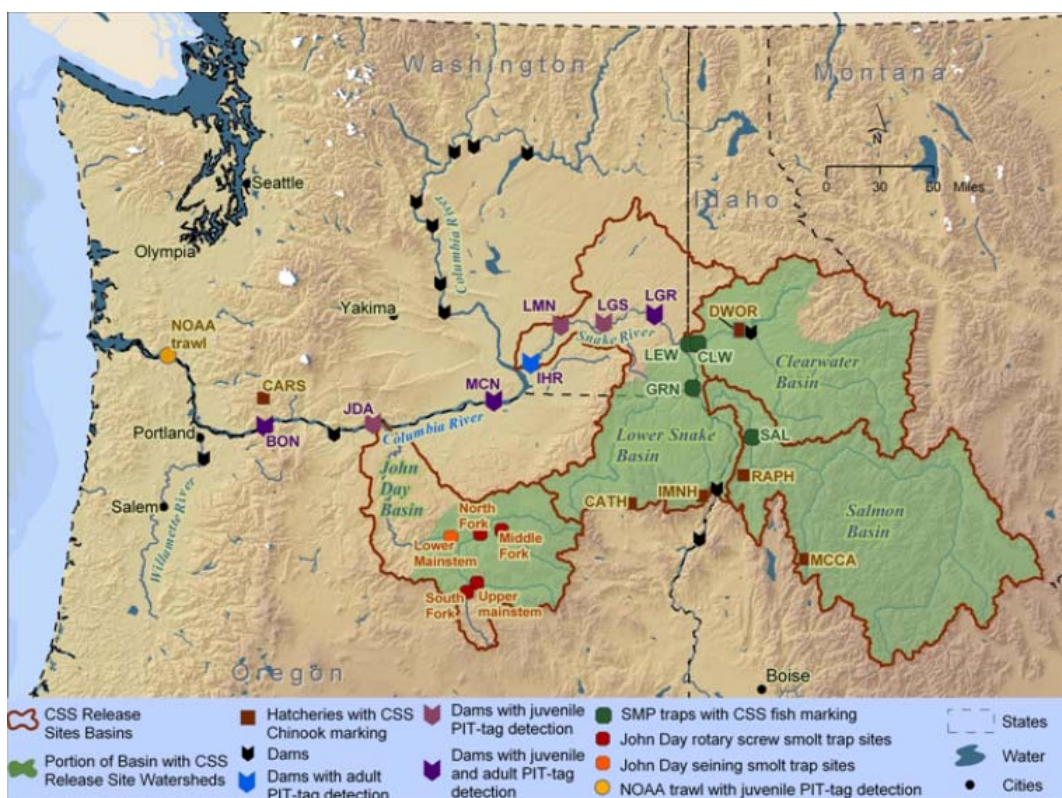 Washington
Montana
N
0 30 60 Miles
Idaho
Seattle
Olympia
Columbia River
Yakima
NOAA
trawl
LMN
LGS
LGR
Snake River
DWOR
LEW
CLW
Clearwater
Basin
IHR
GRN
CARS
MCN
JDA
Columbia River
Portland
BON
Lower Snake
Basin
SAL
John
Day
Basin
RAPH
IMNH
CATH
Salmon
Basin
Salem
Willamette River
North
Fork
Middle
Fork
Lower
Mainstem
MCCA
South
Fork
Upper
mainstem
Oregon
Boise
CSS Release
Sites Basins
Portion of Basin with CSS
Release Site Watersheds
Hatcheries with CSS
Chinook marking
Dams
Dams with adult
PIT-tag detection
Dams with juvenile
PIT-tag detection
Dams with juvenile
and adult PIT-tag
detection
SMP traps with CSS fish marking
John Day rotary screw smolt trap sites
John Day seining smolt trap sites
NOAA trawl with juvenile PIT-tag detection
States
Water
Cities